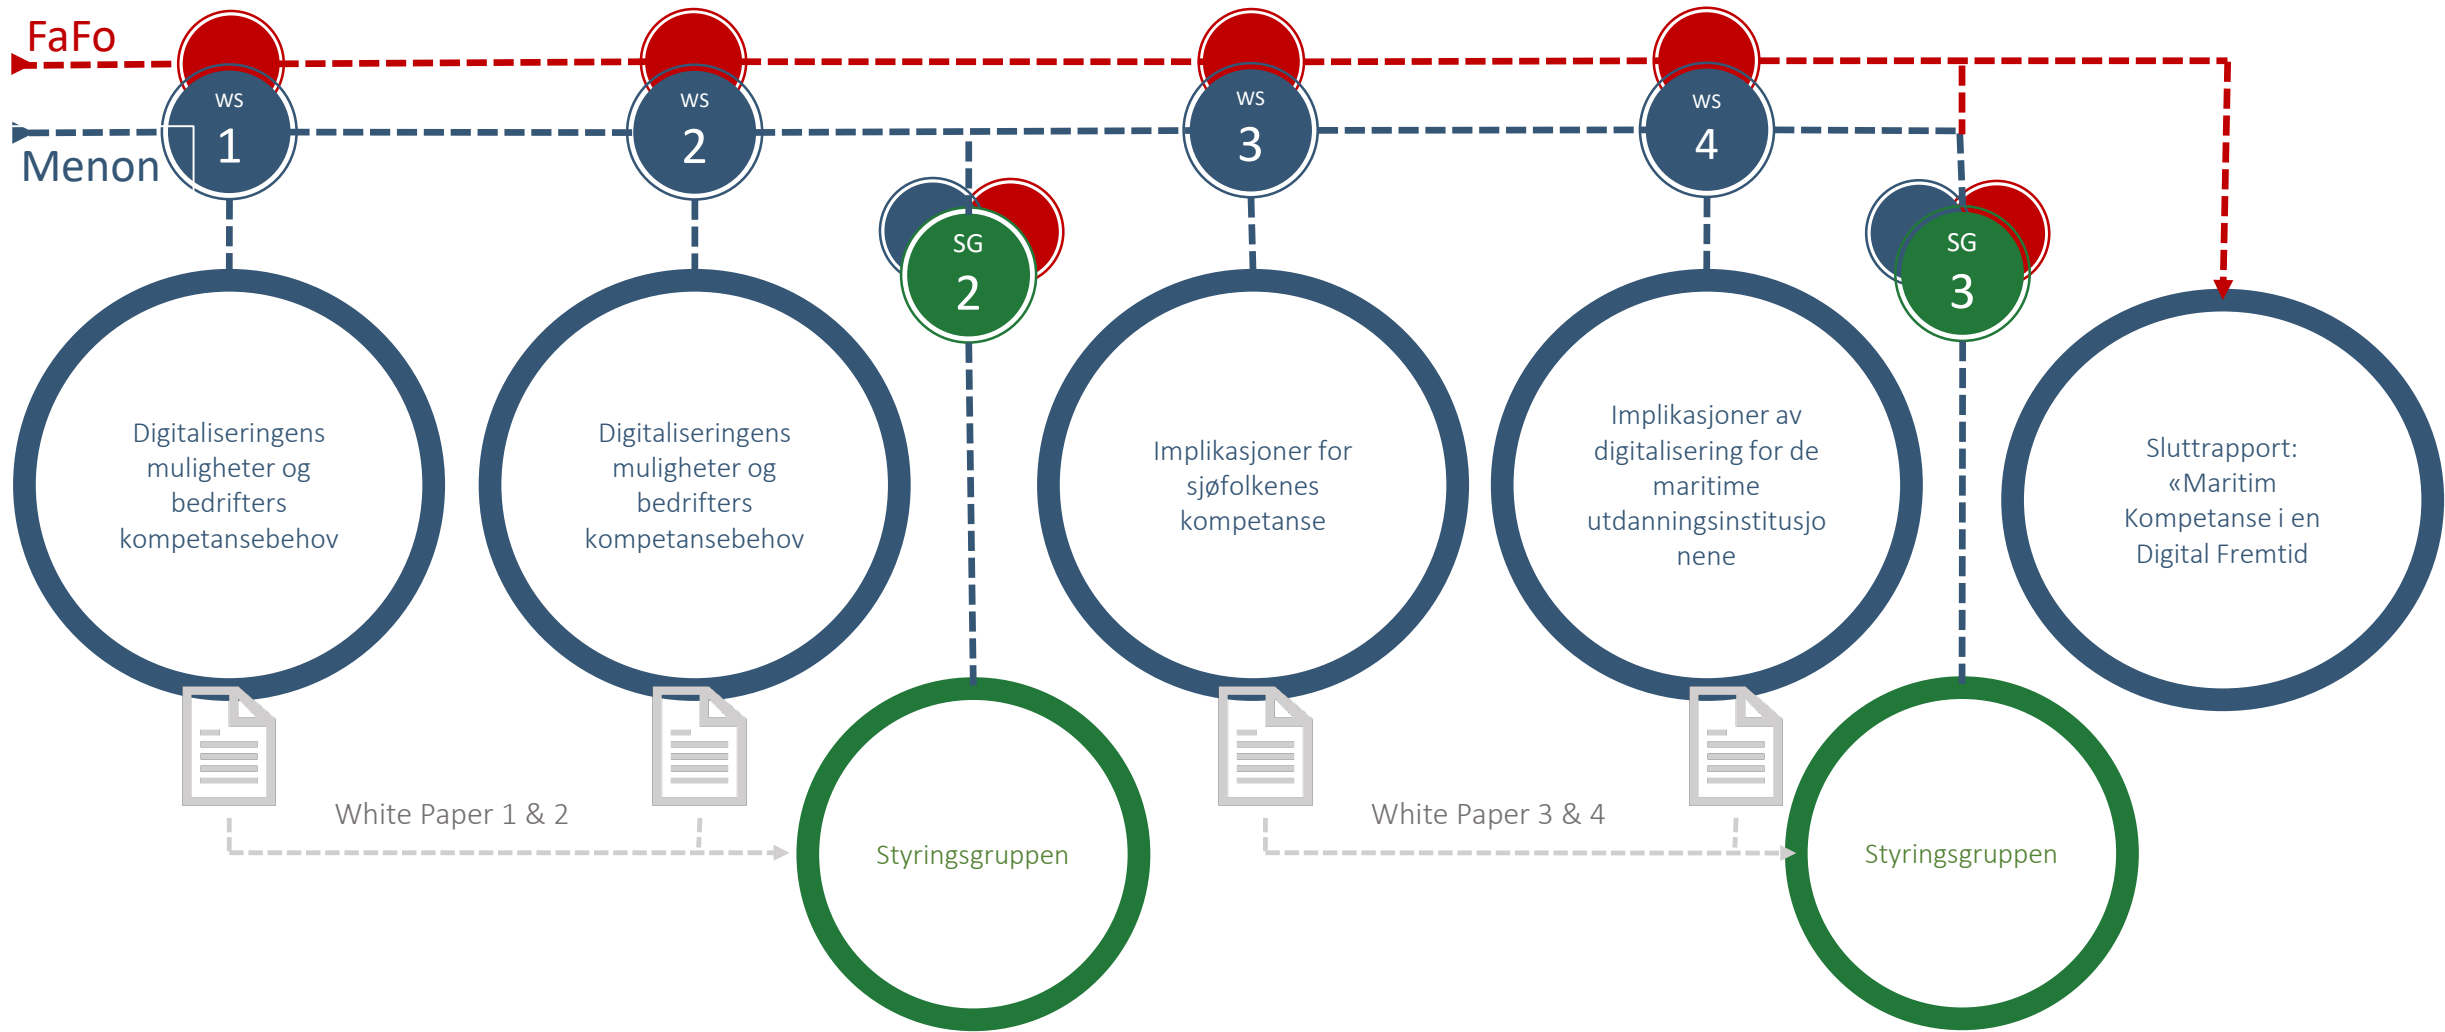 FaFo
Menon
WS
1
WS
2
WS
3
WS
4
SG
2
SG
3
Digitaliseringens
muligheter og
bedrifters
kompetansebehov
Digitaliseringens
muligheter og
bedrifters
kompetansebehov
Implikasjoner for
sjøfolkenes
kompetanse
Implikasjoner av
digitalisering for de
maritime
utdanningsinstitusjo
nene
Sluttrapport:
«Maritim
Kompetanse i en
Digital Fremtid
White Paper 1 & 2
Styringsgruppen
White Paper 3 & 4
Styringsgruppen